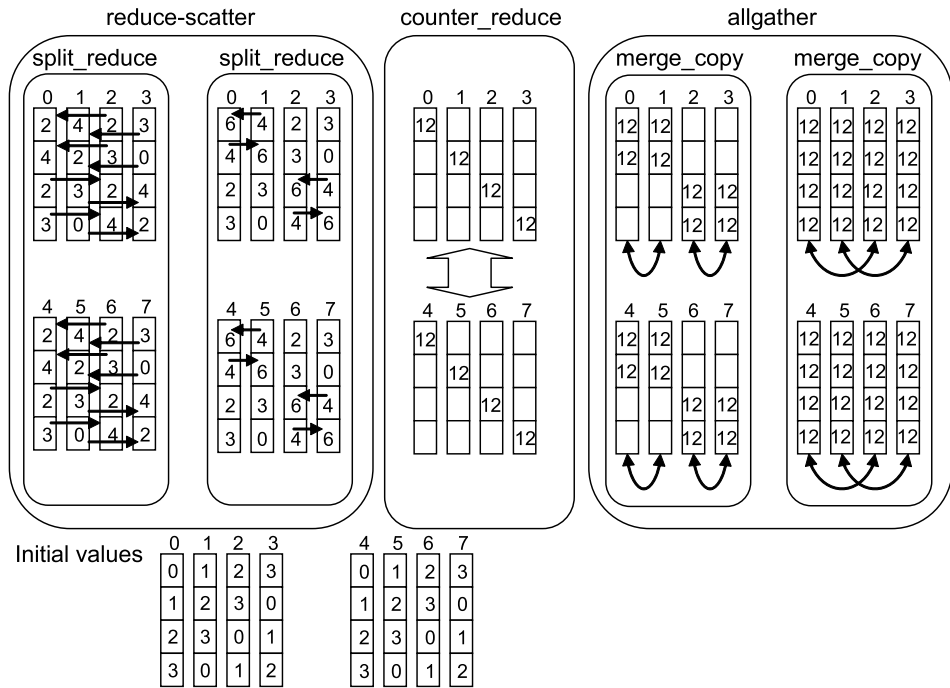 reduce-scatter counter_reduce allgather
split_reduce split_reduce merge_copy merge_copy
0 1 2 3 0 1 2 3 0 1 2 3 0 1 2 3 0 1 2 3
2 4 2 3 6 4 2 3 12 12 12 12 12 12 12
4 2 3 0 4 6 3 0 12 12 12 12 12 12 12
2 3 2 4 2 3 6 4 12 12 12 12 12 12 12
3 0 4 2 3 0 4 6 12 12 12 12 12 12 12
4 5 6 7 4 5 6 7 4 5 6 7 4 5 6 7 4 5 6 7
2 4 2 3 6 4 2 3 12 12 12 12 12 12 12
4 2 3 0 4 6 3 0 12 12 12 12 12 12 12
2 3 2 4 2 3 6 4 12 12 12 12 12 12 12
3 0 4 2 3 0 4 6 12 12 12 12 12 12 12
Initial values 0 1 2 3 4 5 6 7
0 1 2 3 0 1 2 3
1 2 3 0 1 2 3 0
2 3 0 1 2 3 0 1
3 0 1 2 3 0 1 2